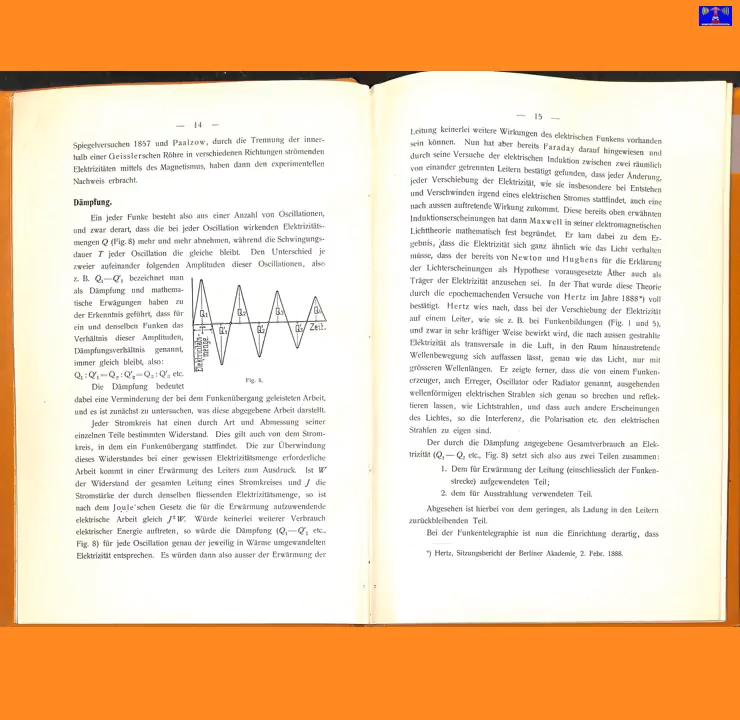 — 14 —
Spiegelversuchen 1857 und Paalzow, durch die Trennung der inner-
halb einer Geisslerschen Röhre in verschiedenen Richtungen strömenden
Elektrizitäten mittels des Magnetismus, haben dann den experimentellen
Nachweis erbracht.
Dämpfung.
Ein jeder Funke besteht also aus einer Anzahl von Oscillationen,
und zwar derart, dass die bei jeder Oscillation wirkenden Elektrizitäts-
mengen Q (Fig. 8) mehr und mehr abnehmen, während die Schwingungs-
dauer T jeder Oscillation die gleiche bleibt. Den Unterschied je
zweier aufeinander folgenden Amplituden dieser Oscillationen, also
z. B. Q₁—Q'₁ bezeichnet man
als Dämpfung und mathema-
tische Erwägungen haben zu
der Erkenntnis geführt, dass für
ein und denselben Funken das
Verhältnis dieser Amplituden,
Dämpfungsverhältnis genannt,
immer gleich bleibt, also:
Q₁ : Q'₁ = Q₂ : Q'₂ = Q₃ : Q'₃ etc.
Die Dämpfung bedeutet
Q₁ Q₂ Q₃ Q₄
T Q'₁ Q'₂ Q'₃ Zeit.
Elektrizitäts-
menge.
Fig. 8.
dabei eine Verminderung der bei dem Funkenübergang geleisteten Arbeit,
und es ist zunächst zu untersuchen, was diese abgegebene Arbeit darstellt.
Jeder Stromkreis hat einen durch Art und Abmessung seiner
einzelnen Teile bestimmten Widerstand. Dies gilt auch von dem Strom-
kreis, in dem ein Funkenübergang stattfindet. Die zur Überwindung
dieses Widerstandes bei einer gewissen Elektrizitätsmenge erforderliche
Arbeit kommt in einer Erwärmung des Leiters zum Ausdruck. Ist W
der Widerstand der gesamten Leitung eines Stromkreises und J die
Stromstärke der durch denselben fliessenden Elektrizitätsmenge, so ist
nach dem Joule'schen Gesetz die für die Erwärmung aufzuwendende
elektrische Arbeit gleich J²W. Würde keinerlei weiterer Verbrauch
elektrischer Energie auftreten, so würde die Dämpfung (Q₁—Q'₁ etc.,
Fig. 8) für jede Oscillation genau der jeweilig in Wärme umgewandelten
Elektrizität entsprechen. Es würden dann also ausser der Erwärmung der
— 15 —
Leitung keinerlei weitere Wirkungen des elektrischen Funkens vorhanden
sein können. Nun hat aber bereits Faraday darauf hingewiesen und
durch seine Versuche der elektrischen Induktion zwischen zwei räumlich
von einander getrennten Leitern bestätigt gefunden, dass jeder Änderung,
jeder Verschiebung der Elektrizität, wie sie insbesondere bei Entstehen
und Verschwinden irgend eines elektrischen Stromes stattfindet, auch eine
nach aussen auftretende Wirkung zukommt. Diese bereits oben erwähnten
Induktionserscheinungen hat dann Maxwell in seiner elektromagnetischen
Lichttheorie mathematisch fest begründet. Er kam dabei zu dem Er-
gebnis, dass die Elektrizität sich ganz ähnlich wie das Licht verhalten
müsse, dass der bereits von Newton und Hughens für die Erklärung
der Lichterscheinungen als Hypothese vorausgesetzte Äther auch als
Träger der Elektrizität anzusehen sei. In der That wurde diese Theorie
durch die epochemachenden Versuche von Hertz im Jahre 1888*) voll
bestätigt. Hertz wies nach, dass bei der Verschiebung der Elektrizität
auf einem Leiter, wie sie z. B. bei Funkenbildungen (Fig. 1 und 5),
und zwar in sehr kräftiger Weise bewirkt wird, die nach aussen gestrahlte
Elektrizität als transversale in die Luft, in den Raum hinaustretende
Wellenbewegung sich auffassen lässt, genau wie das Licht, nur mit
grösseren Wellenlängen. Er zeigte ferner, dass die von einem Funken-
erzeuger, auch Erreger, Oscillator oder Radiator genannt, ausgehenden
wellenförmigen elektrischen Strahlen sich genau so brechen und reflek-
tieren lassen, wie Lichtstrahlen, und dass auch andere Erscheinungen
des Lichtes, so die Interferenz, die Polarisation etc. den elektrischen
Strahlen zu eigen sind.
Der durch die Dämpfung angegebene Gesamtverbrauch an Elek-
trizität (Q₁—Q₂ etc., Fig. 8) setzt sich also aus zwei Teilen zusammen:
1. Dem für Erwärmung der Leitung (einschliesslich der Funken-
strecke) aufgewendeten Teil;
2. dem für Ausstrahlung verwendeten Teil.
Abgesehen ist hierbei von dem geringen, als Ladung in den Leitern
zurückbleibenden Teil.
Bei der Funkentelegraphie ist nun die Einrichtung derartig, dass
*) Hertz, Sitzungsbericht der Berliner Akademie, 2. Febr. 1888.